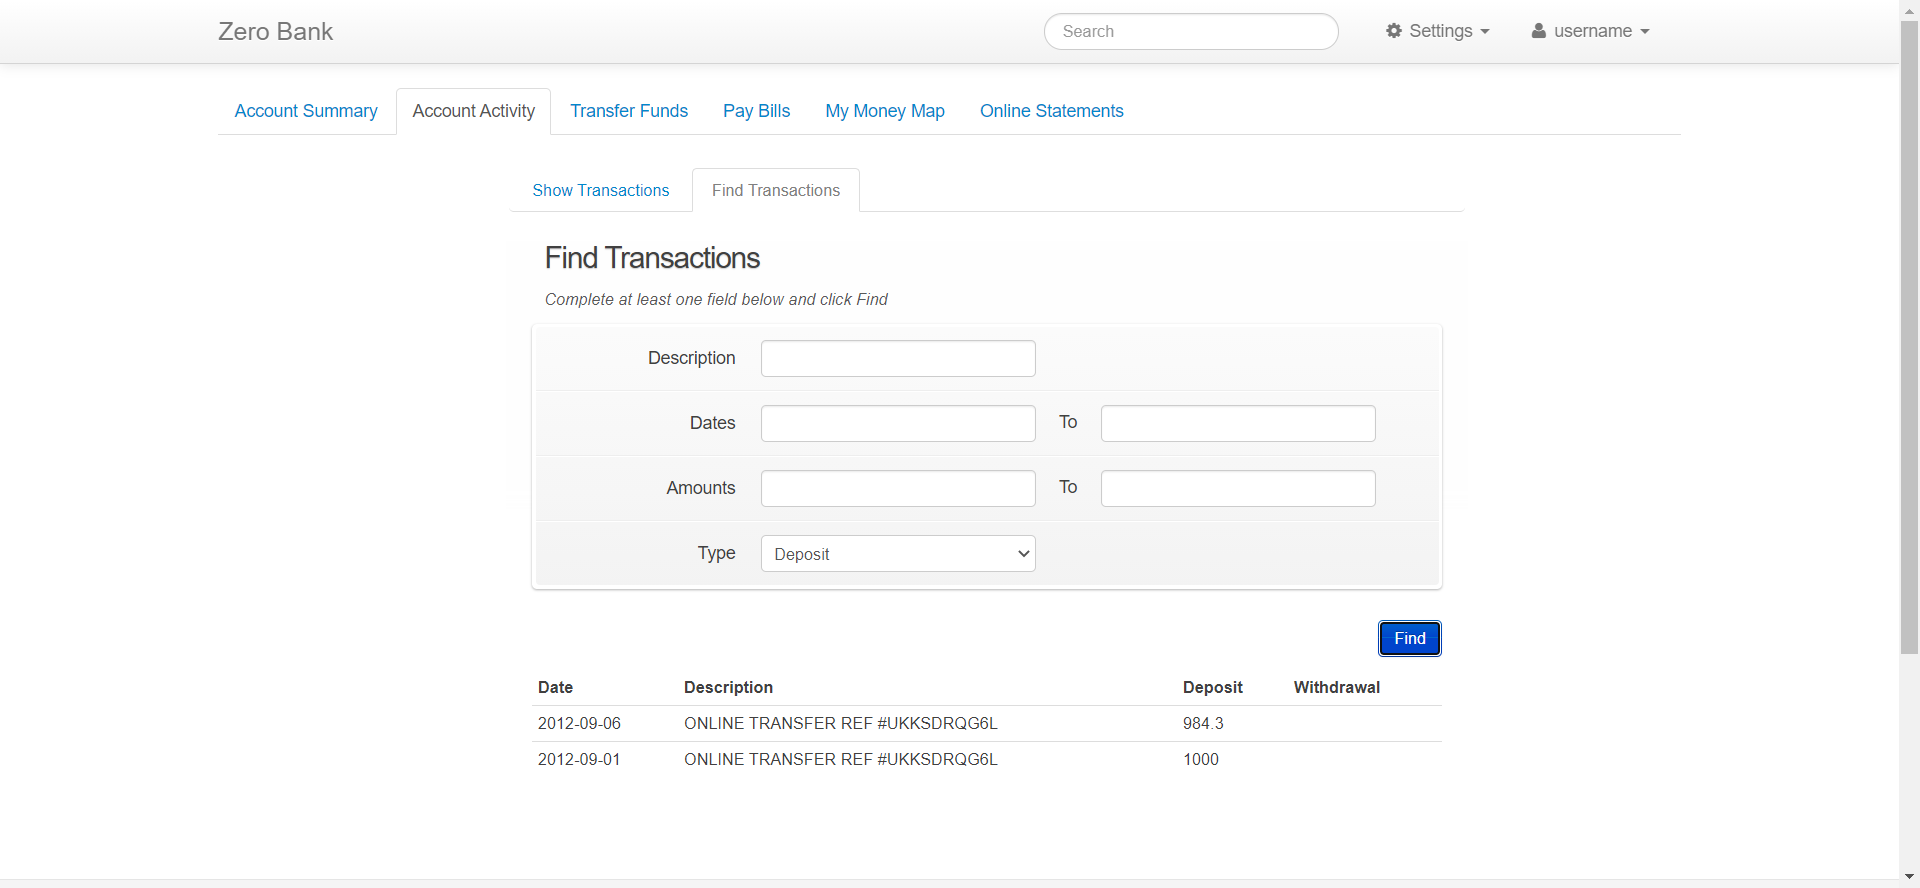 Zero Bank
Search
Settings
username
Account Summary
Account Activity
Transfer Funds
Pay Bills
My Money Map
Online Statements
Show Transactions
Find Transactions
Find Transactions
Complete at least one field below and click Find
Description
Dates To
Amounts To
Type Deposit
Find
Date Description Deposit Withdrawal
2012-09-06 ONLINE TRANSFER REF #UKKSDRQG6L 984.3
2012-09-01 ONLINE TRANSFER REF #UKKSDRQG6L 1000